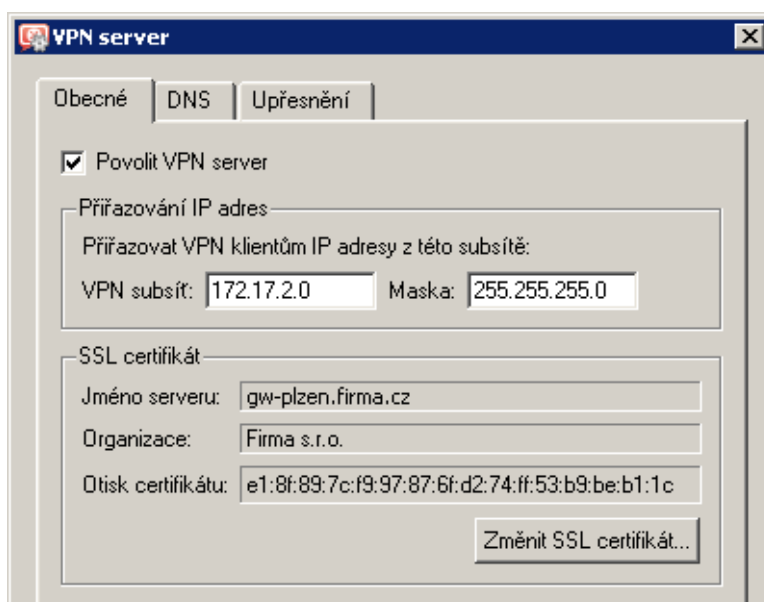 VPN server
Obecné DNS Upřesnění
Povolit VPN server
Přiřazování IP adres
Přiřazovat VPN klientům IP adresy z této subsítě:
VPN subsíť: 172.17.2.0 Maska: 255.255.255.0
SSL certifikát
Jméno serveru: gw-plzen.firma.cz
Organizace: Firma s.r.o.
Otisk certifikátu: e1:8f:89:7c:f9:97:87:6f:d2:74:ff:53:b9:be:b1:1c
Změnit SSL certifikát...